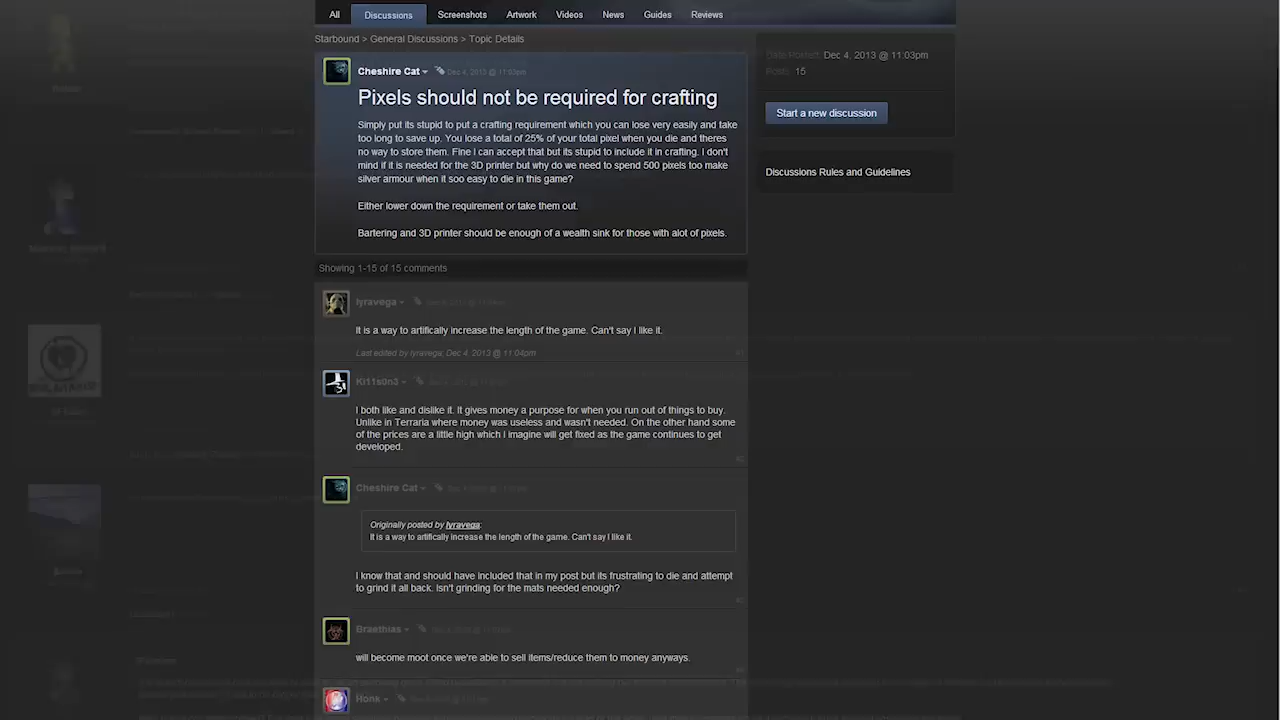 All Discussions Screenshots Artwork Videos News Guides Reviews
Starbound > General Discussions > Topic Details
Cheshire Cat Dec 4, 2013 @ 11:03pm
Pixels should not be required for crafting
Simply put its stupid to put a crafting requirement which you can lose very easily and take
too long to save up. You lose a total of 25% of your total pixel when you die and theres
no way to store them. Fine I can accept that but its stupid to include it in crafting. I don't
mind if it is needed for the 3D printer but why do we need to spend 500 pixels too make
silver armour when it soo easy to die in this game?
Either lower down the requirement or take them out.
Bartering and 3D printer should be enough of a wealth sink for those with alot of pixels.
Date Posted: Dec 4, 2013 @ 11:03pm
Posts: 15
Start a new discussion
Discussions Rules and Guidelines
Showing 1-15 of 15 comments
lyravega
It is a way to artifically increase the length of the game. Can't say I like it.
Last edited by lyravega; Dec 4, 2013 @ 11:04pm
Ki11s0n3
I both like and dislike it. It gives money a purpose for when you run out of things to buy.
Unlike in Terraria where money was useless and wasn't needed. On the other hand some
of the prices are a little high which I imagine will get fixed as the game continues to get
developed.
Cheshire Cat
Originally posted by lyravega:
It is a way to artifically increase the length of the game. Can't say I like it.
I know that and should have included that in my post but its frustrating to die and attempt
to grind it all back. Isn't grinding for the mats needed enough?
Braethias
will become moot once we're able to sell items/reduce them to money anyways.
Honk